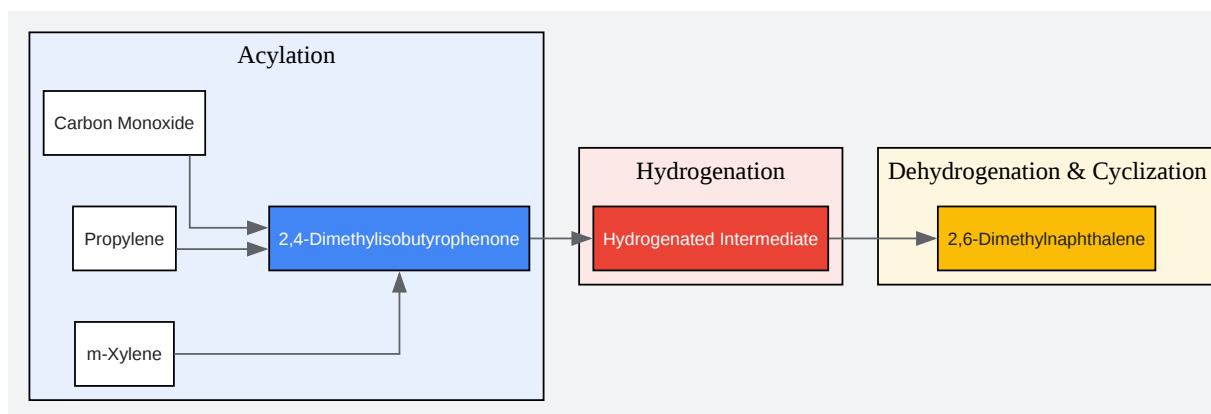 Acylation
Carbon Monoxide
Propylene
m-Xylene
2,4-Dimethylisobutyrophenone
Hydrogenation
Hydrogenated Intermediate
Dehydrogenation & Cyclization
2,6-Dimethylnaphthalene